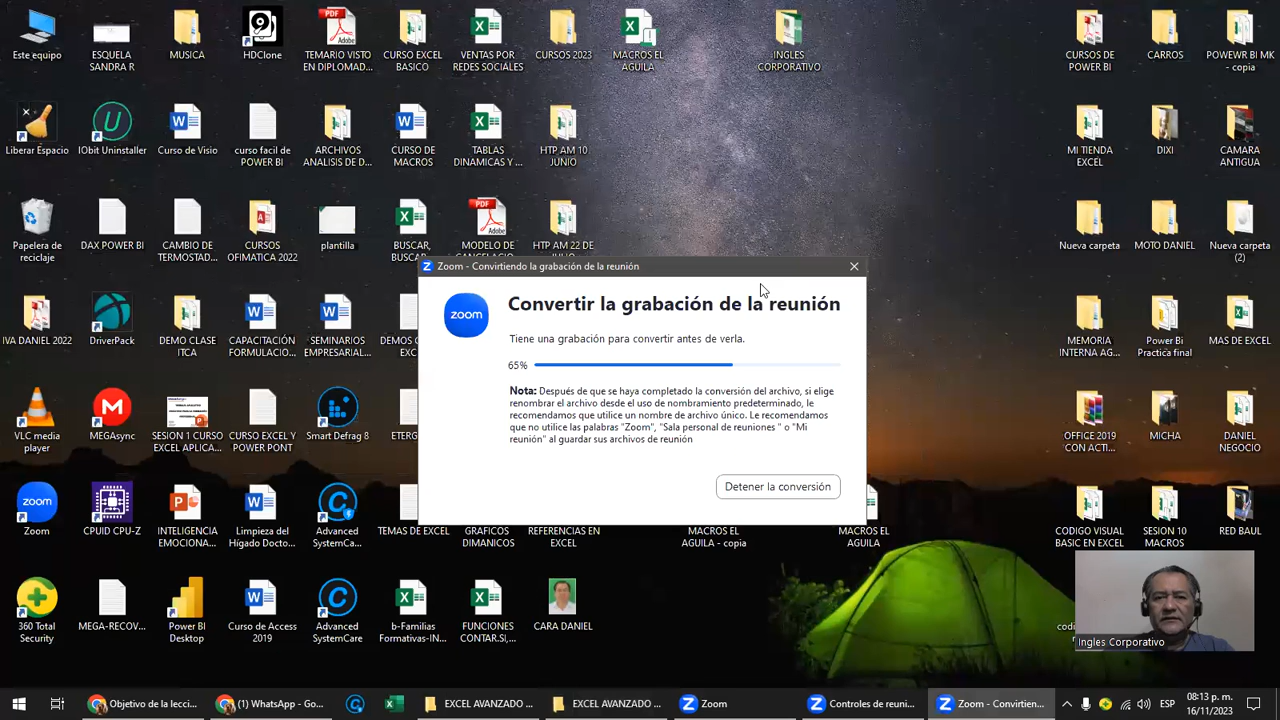 Este equipo
ESCUELA
SANDRA R
MUSICA
HDClone
TEMARIO VISTO
EN DIPLOMAD...
CURSO EXCEL
BASICO
VENTAS POR
REDES SOCIALES
CURSOS 2023
MACROS EL
AGUILA
INGLES
CORPORATIVO
CURSOS DE
POWER BI
CARROS
POWEWR BI MK
- copia
Liberar Espacio
IObit Uninstaller
Curso de Visio
curso facil de
POWER BI
ARCHIVOS
ANALISIS DE D...
CURSO DE
MACROS
TABLAS
DINAMICAS Y ...
HTP AM 10
JUNIO
MI TIENDA
EXCEL
DIXI
CAMARA
ANTIGUA
Papelera de
reciclaje
DAX POWER BI
CAMBIO DE
TERMOSTAD...
CURSOS
OFIMATICA 2022
plantilla
BUSCAR,
MODELO DE
HTP AM 22 DE
Nueva carpeta
MOTO DANIEL
Nueva carpeta
(2)
Zoom - Convirtiendo la grabación de la reunión
zoom
Convertir la grabación de la reunión
Tiene una grabación para convertir antes de verla.
65%
Nota: Después de que se haya completado la conversión del archivo, si elige
renombrar el archivo desde el uso de nombramiento predeterminado, le
recomendamos que utilice un nombre de archivo único. Le recomendamos
que no utilice las palabras "Zoom", "Sala personal de reuniones " o "Mi
reunión" al guardar sus archivos de reunión
Detener la conversión
IVA DANIEL 2022
DriverPack
DEMO CLASE
ITCA
CAPACITACION
FORMULACIO...
SEMINARIOS
EMPRESARIAL...
MEMORIA
INTERNA AG...
Power Bi
Practica final
MAS DE EXCEL
VLC media
player
MEGAsync
SESION 1 CURSO
EXCEL APLICA...
CURSO EXCEL Y
POWER PONT
Smart Defrag 8
OFFICE 2019
CON ACTI...
MICHA
DANIEL
NEGOCIO
zoom
Zoom
CPUID CPU-Z
INTELIGENCIA
EMOCIONA...
Limpieza del
Hígado Docto...
Advanced
SystemCa...
TEMAS DE EXCEL
GRAFICOS
DIMANICOS
REFERENCIAS EN
EXCEL
MACROS EL
AGUILA - copia
MACROS EL
AGUILA
CODIGO VISUAL
BASIC EN EXCEL
SESION 10
MACROS
RED BAUL
360 Total
Security
MEGA-RECOV...
Power BI
Desktop
Curso de Access
2019
Advanced
SystemCare
b-Familias
Formativas-IN...
FUNCIONES
CONTAR.SI,...
CARA DANIEL
Ingles Corporativo
Objetivo de la lecci...
(1) WhatsApp - Go...
EXCEL AVANZADO ...
EXCEL AVANZADO ...
Zoom
Controles de reuni...
Zoom - Convirtien...
ESP
08:13 p. m.
16/11/2023